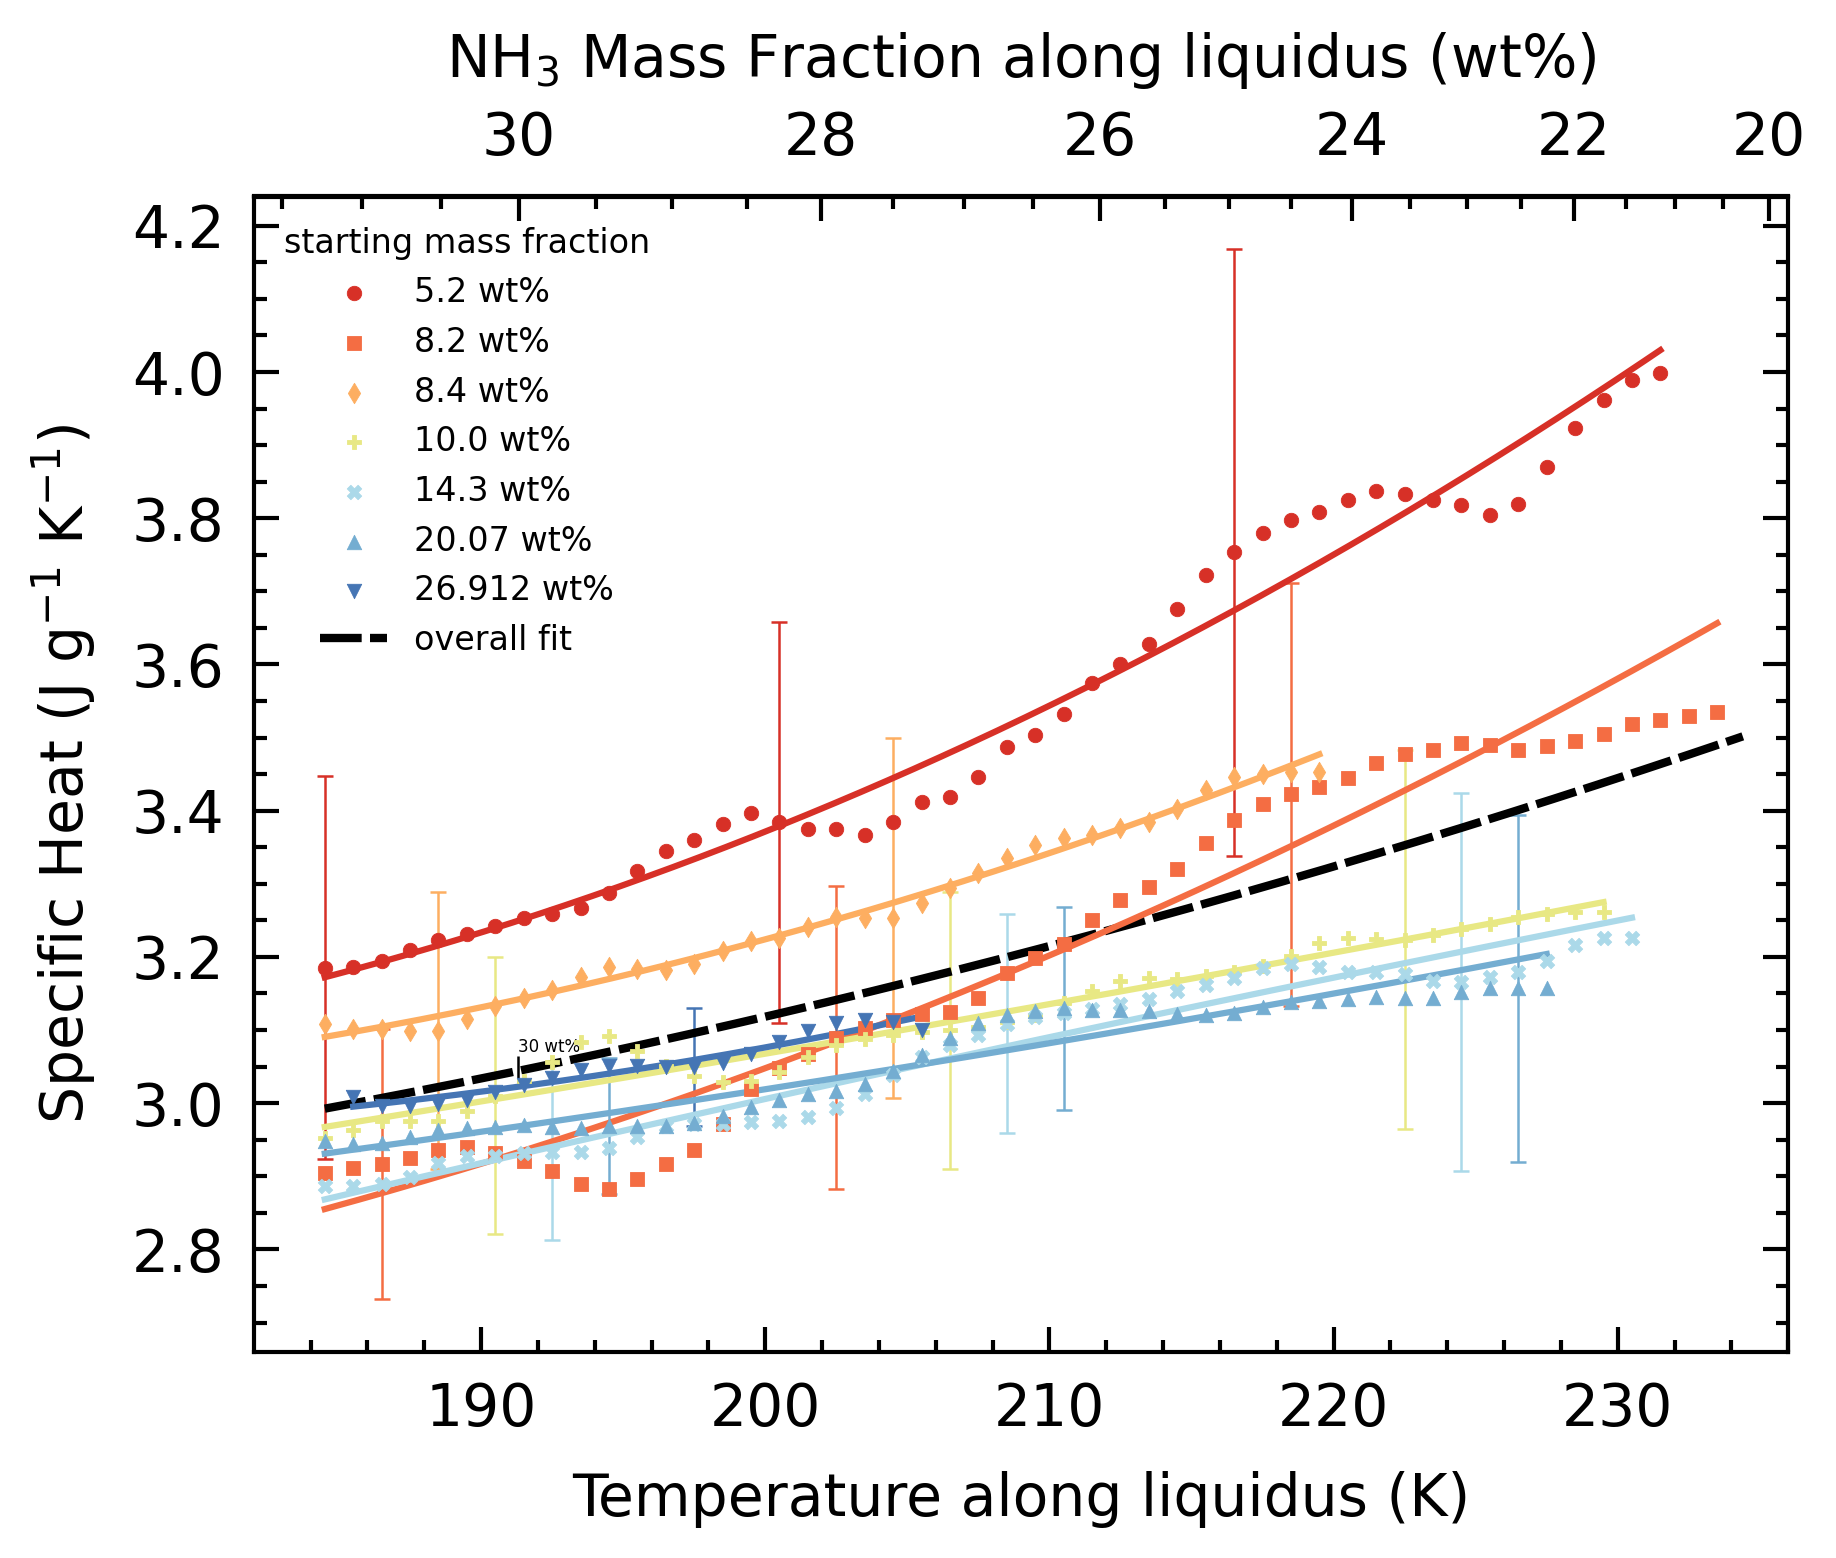 NH₃ Mass Fraction along liquidus (wt%)
30 28 26 24 22 20
4.2
4.0
3.8
3.6
3.4
3.2
3.0
2.8
Specific Heat (J g⁻¹ K⁻¹)
starting mass fraction
5.2 wt%
8.2 wt%
8.4 wt%
10.0 wt%
14.3 wt%
20.07 wt%
26.912 wt%
overall fit
30 wt%
190 200 210 220 230
Temperature along liquidus (K)